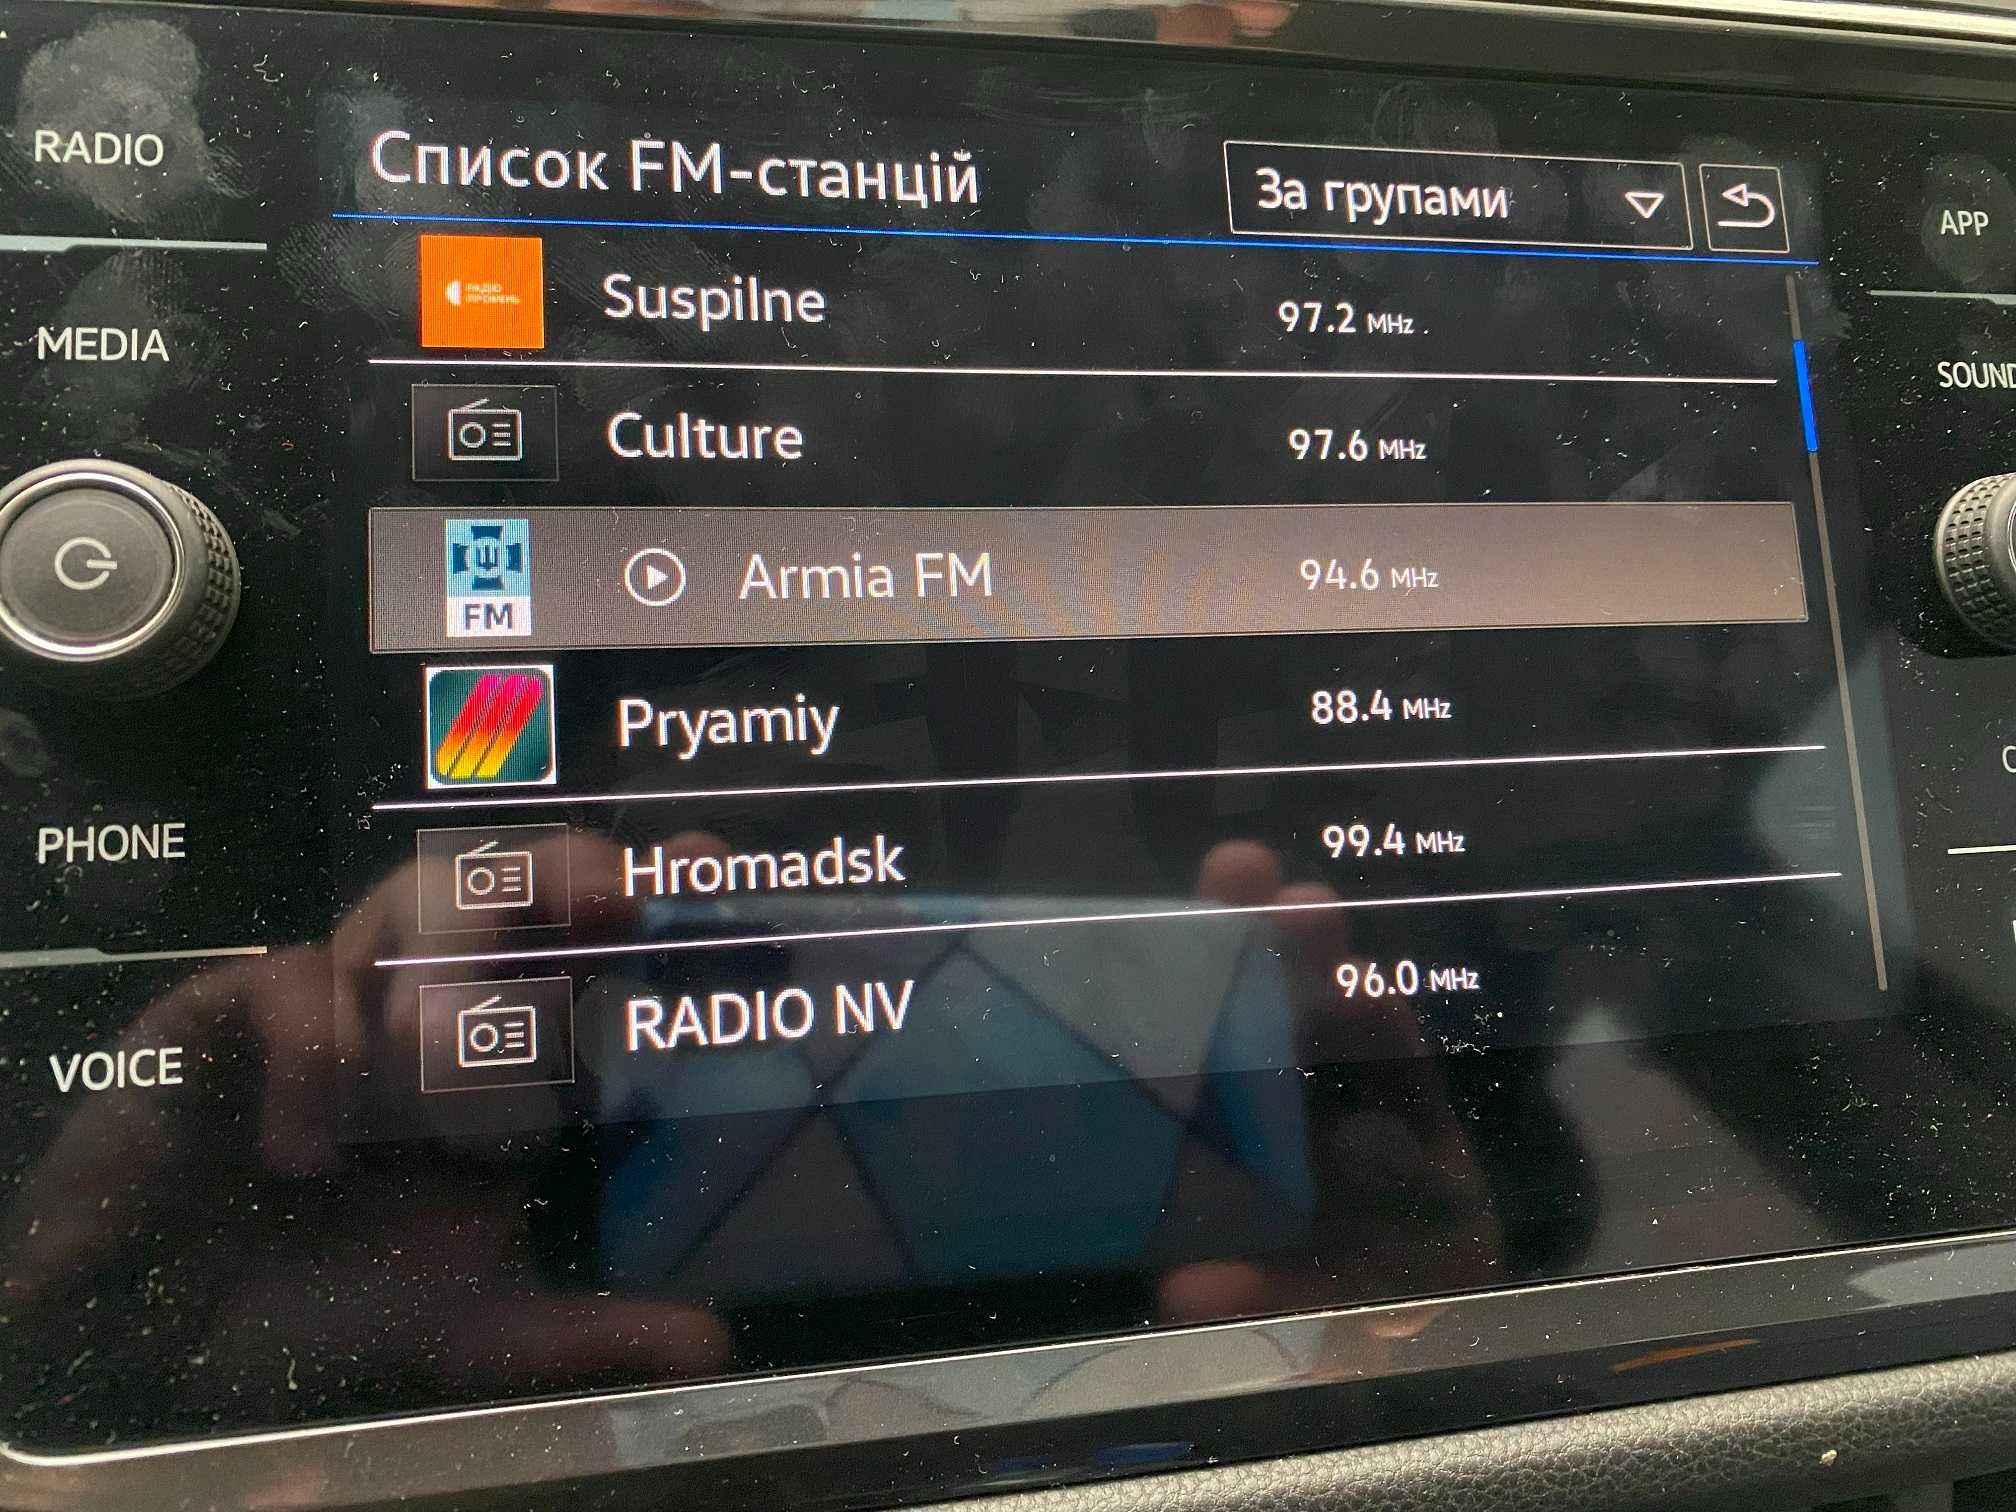 RADIO
MEDIA
PHONE
VOICE
Список FM-станцій
За групами
РАДІО
ПРОМІНЬ
Suspilne 97.2 MHz
Culture 97.6 MHz
FM
Armia FM 94.6 MHz
Pryamiy 88.4 MHz
Hromadsk 99.4 MHz
RADIO NV 96.0 MHz
APP
SOUND